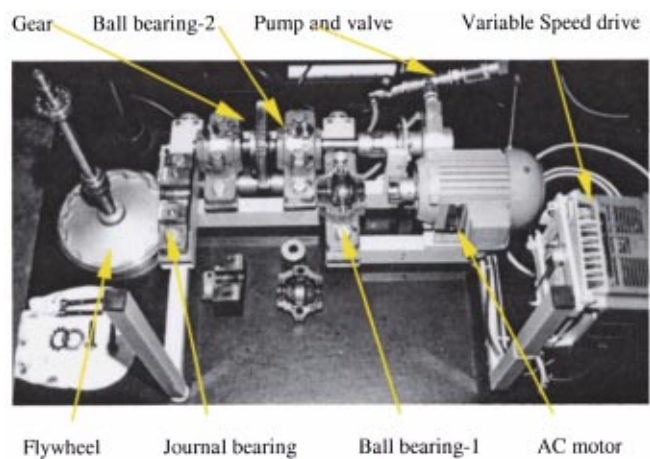 Gear Ball bearing-2 Pump and valve Variable Speed drive
Flywheel Journal bearing Ball bearing-1 AC motor